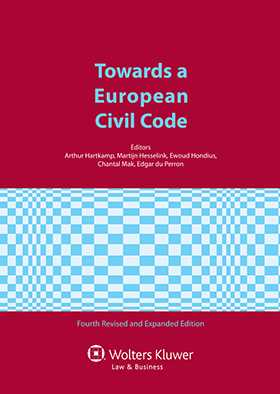 Towards a
European
Civil Code
Editors
Arthur Hartkamp, Martijn Hesselink, Ewoud Hondius,
Chantal Mak, Edgar du Perron
Fourth Revised and Expanded Edition
Wolters Kluwer
Law & Business